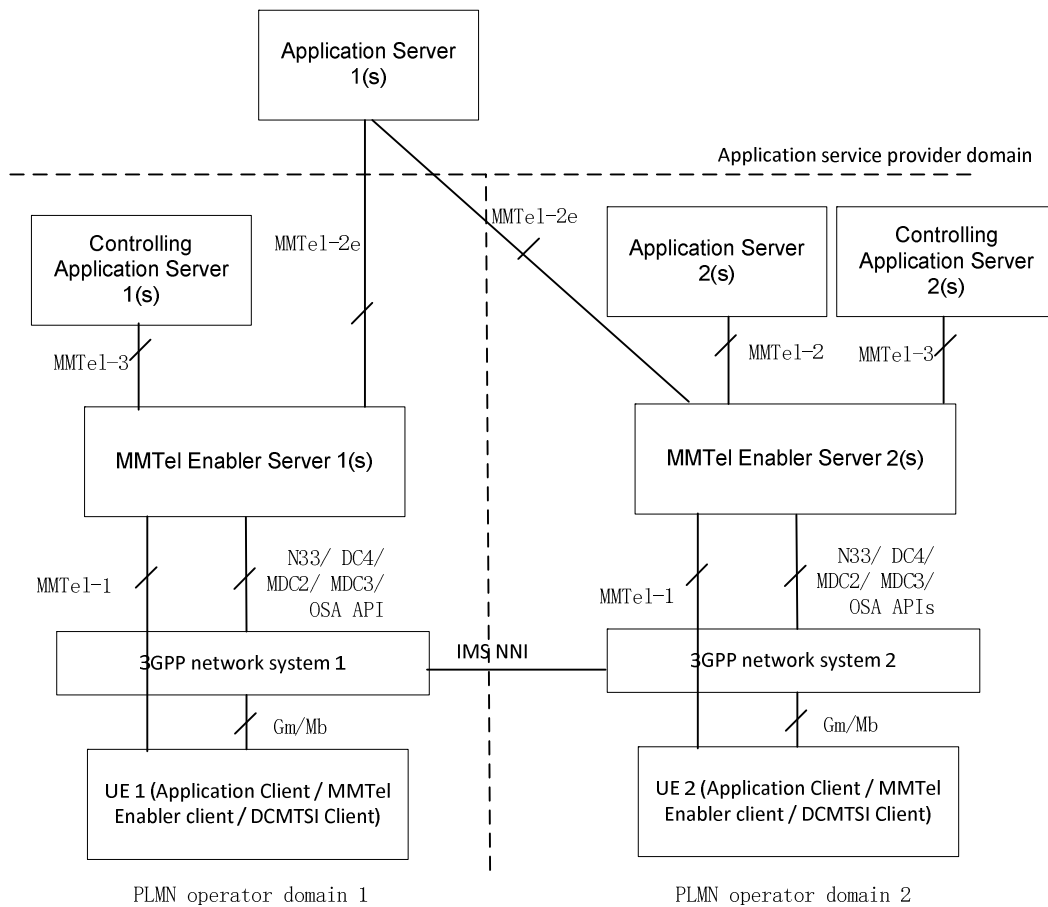 Application Server
1(s)
Application service provider domain
MMTel-2e
MMTel-2e
Controlling
Application Server
1(s)
Application Server
2(s)
Controlling
Application Server
2(s)
MMTel-3
MMTel-2
MMTel-3
MMTel Enabler Server 1(s)
MMTel Enabler Server 2(s)
MMTel-1
N33/ DC4/
MDC2/ MDC3/
OSA API
MMTel-1
N33/ DC4/
MDC2/ MDC3/
OSA APIs
3GPP network system 1
IMS NNI
3GPP network system 2
Gm/Mb
Gm/Mb
UE 1 (Application Client / MMTel
Enabler client / DCMTSI Client)
UE 2 (Application Client / MMTel
Enabler client / DCMTSI Client)
PLMN operator domain 1
PLMN operator domain 2